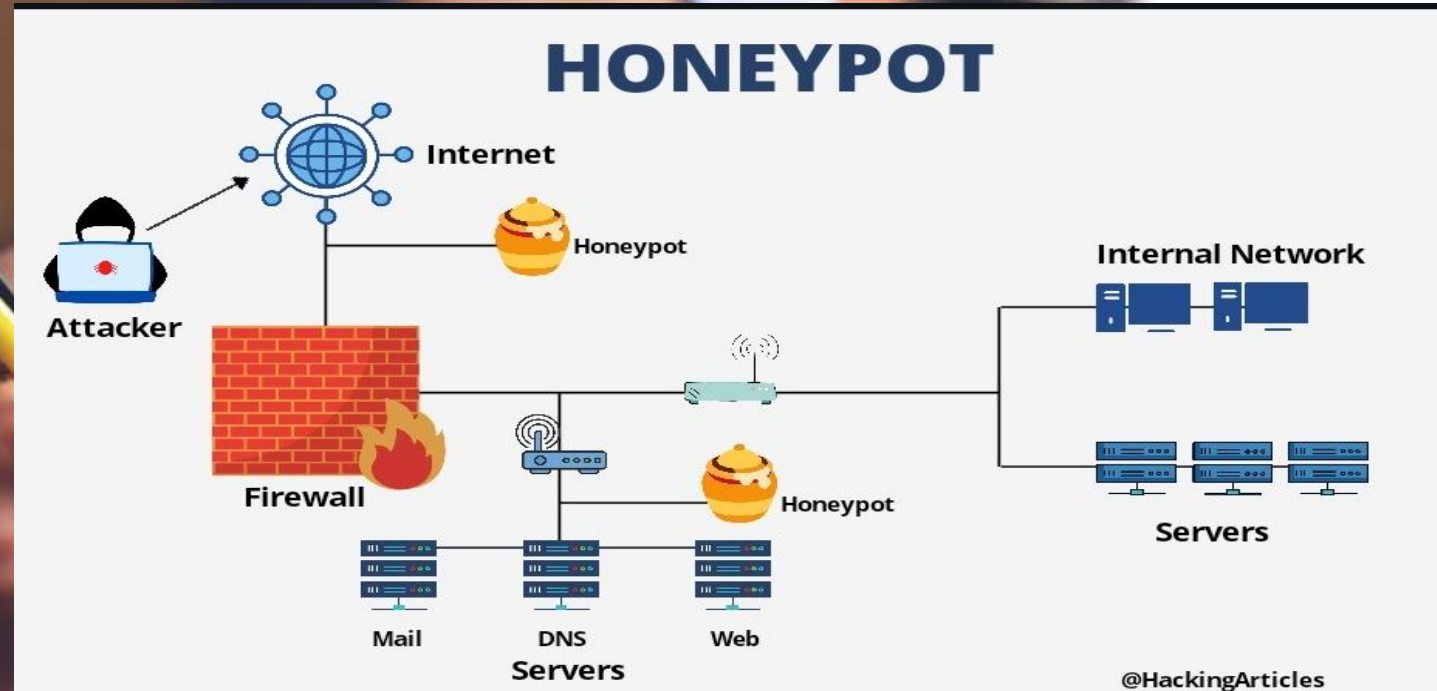 HONEYPOT
Internet
Honeypot
Attacker
Internal Network
Firewall
Honeypot
Servers
Mail
DNS
Web
Servers
@HackingArticles